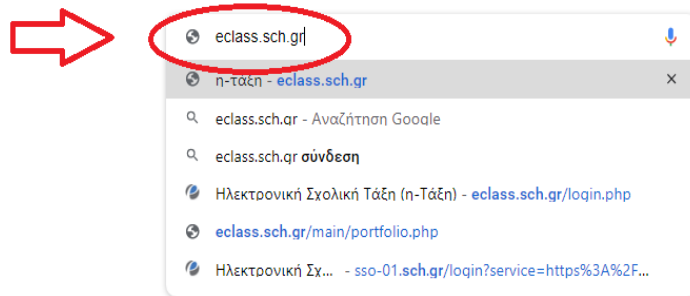 eclass.sch.gr
η-τάξη - eclass.sch.gr
eclass.sch.gr - Αναζήτηση Google
eclass.sch.gr σύνδεση
Ηλεκτρονική Σχολική Τάξη (η-Τάξη) - eclass.sch.gr/login.php
eclass.sch.gr/main/portfolio.php
Ηλεκτρονική Σχ... - sso-01.sch.gr/login?service=https%3A%2F...